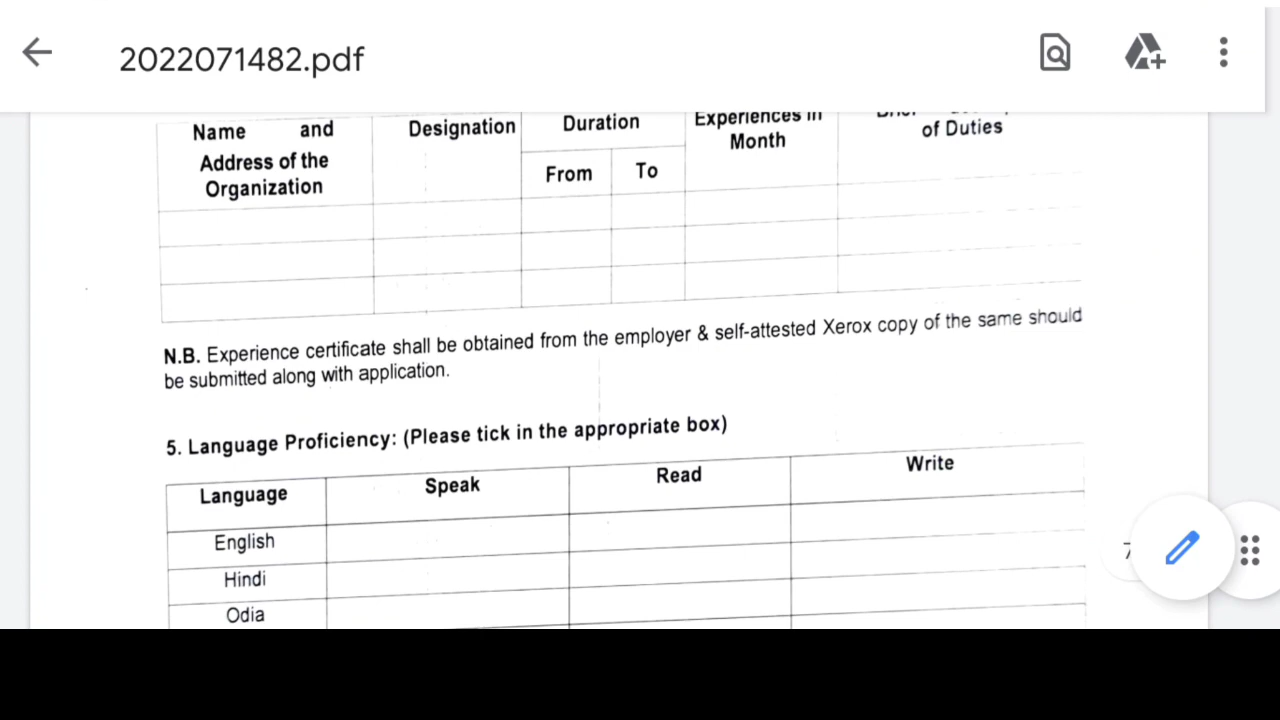 2022071482.pdf
Name and
Address of the
Organization
Designation
Duration
From To
Experiences in
Month
of Duties
N.B. Experience certificate shall be obtained from the employer & self-attested Xerox copy of the same should
be submitted along with application.
5. Language Proficiency: (Please tick in the appropriate box)
Language Speak Read Write
English
Hindi
Odia